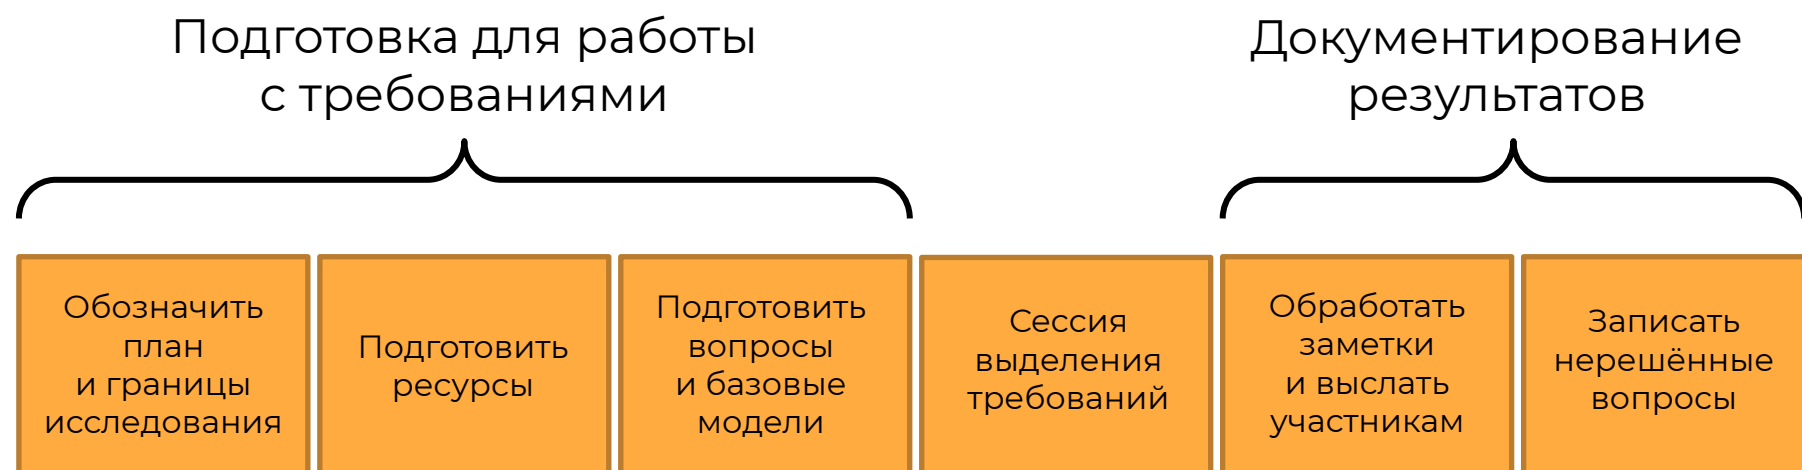 Подготовка для работы
с требованиями
Документирование
результатов
Обозначить
план
и границы
исследования
Подготовить
ресурсы
Подготовить
вопросы
и базовые
модели
Сессия
выделения
требований
Обработать
заметки
и выслать
участникам
Записать
нерешённые
вопросы